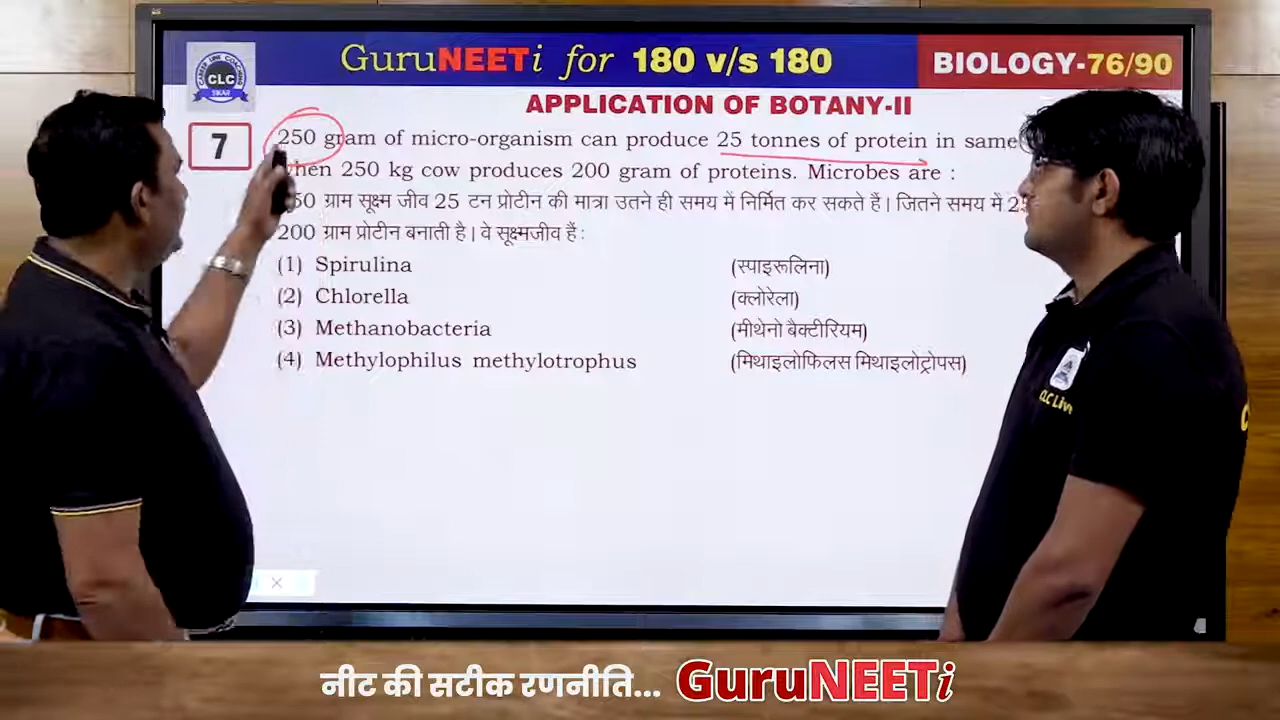 GuruNEETi for 180 v/s 180
BIOLOGY-76/90
CLC
SIKAR
APPLICATION OF BOTANY-II
7
250 gram of micro-organism can produce 25 tonnes of protein in same
250 kg cow produces 200 gram of proteins. Microbes are :
ग्राम सूक्ष्म जीव 25 टन प्रोटीन की मात्रा उतने ही समय में निर्मित कर सकते हैं। जितने समय में
200 ग्राम प्रोटीन बनाती है। वे सूक्ष्मजीव हैं :
(1) Spirulina (स्पाइरूलिना)
(2) Chlorella (क्लोरेला)
(3) Methanobacteria (मीथेनो बैक्टीरियम)
(4) Methylophilus methylotrophus (मिथाइलोफिलस मिथाइलोट्रोपस)
CLC Live
नीट की सटीक रणनीति... GuruNEETi